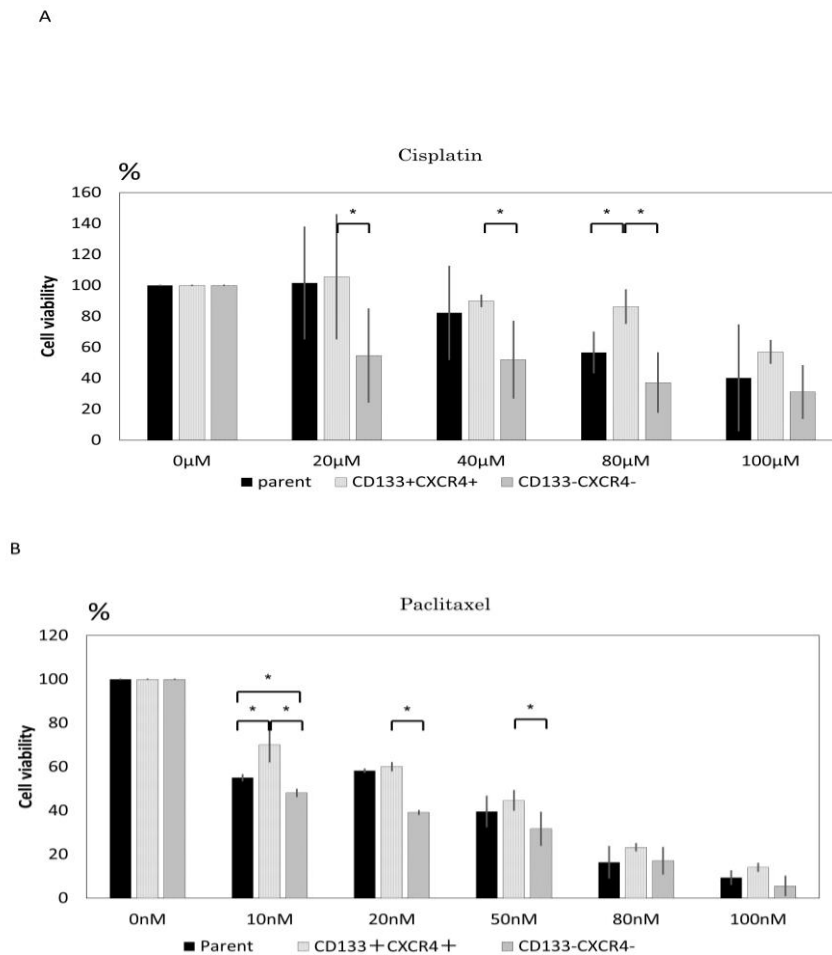 A
Cisplatin
%
160
140
120
100
80
60
40
20
0
Cell viability
* * * *
0μM 20μM 40μM 80μM 100μM
parent CD133+CXCR4+ CD133-CXCR4-
B
Paclitaxel
%
120
100
80
60
40
20
0
Cell viability
*
* * * *
0nM 10nM 20nM 50nM 80nM 100nM
Parent CD133+CXCR4+ CD133-CXCR4-